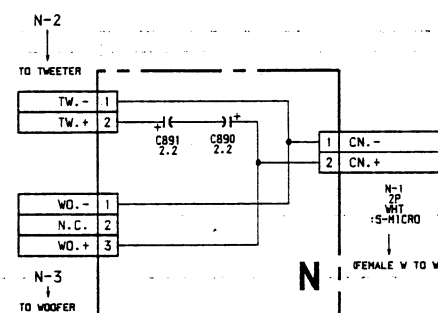 N-2
TO TWEETER
TW.- 1
TW.+ 2
+ C891 2.2
C890 + 2.2
1 CN.-
2 CN.+
WO.- 1
N.C. 2
WO.+ 3
N-1
2P
WHT
:S-MICRO
N-3
TO WOOFER
N
(FEMALE W TO W